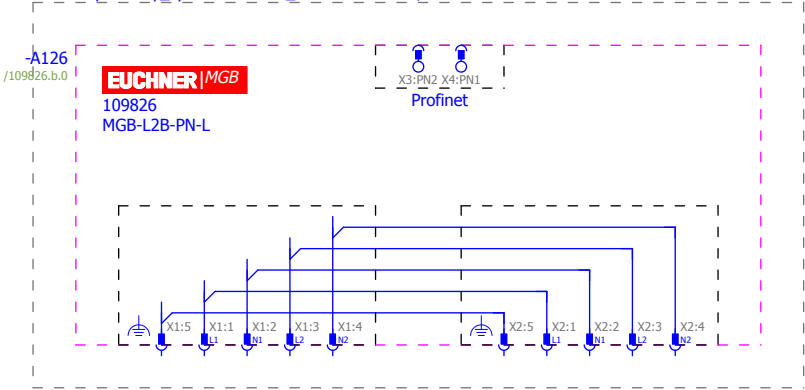 -A126
/109826.b.0
EUCHNER|MGB
109826
MGB-L2B-PN-L
X3:PN2 X4:PN1
Profinet
X1:5 X1:1 X1:2 X1:3 X1:4 X2:5 X2:1 X2:2 X2:3 X2:4
L1 N1 L2 N2 L1 N1 L2 N2